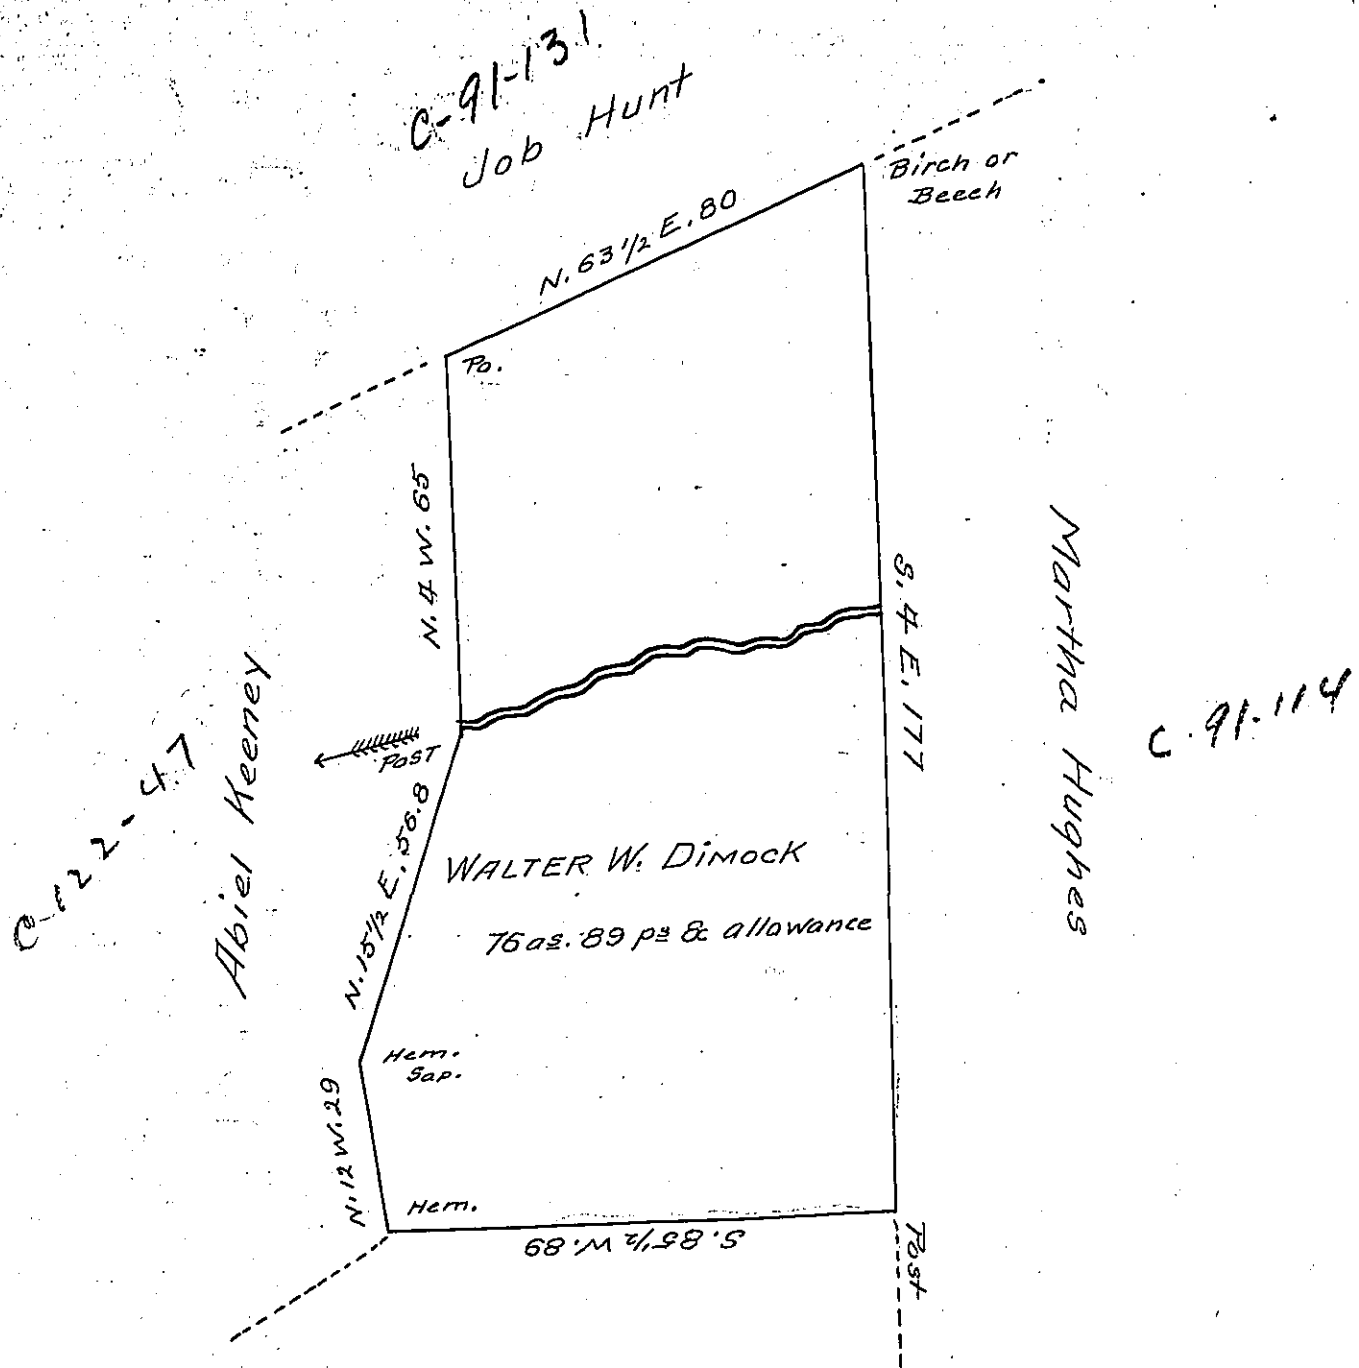 C-91-131
Job Hunt
Birch or
Beech
N. 63 1/2 E. 80
Po.
N. 4 W. 65
S. 4 E. 177
Martha Hughes
C. 91-114
C-122-47
Abiel Keeney
POST
N. 15 1/2 E. 56.8
WALTER W. DIMOCK
76 as. 89 ps & allowance
Hem.
Sap.
N. 12 W. 29
Hem.
S. 85 1/2 W. 89
Post